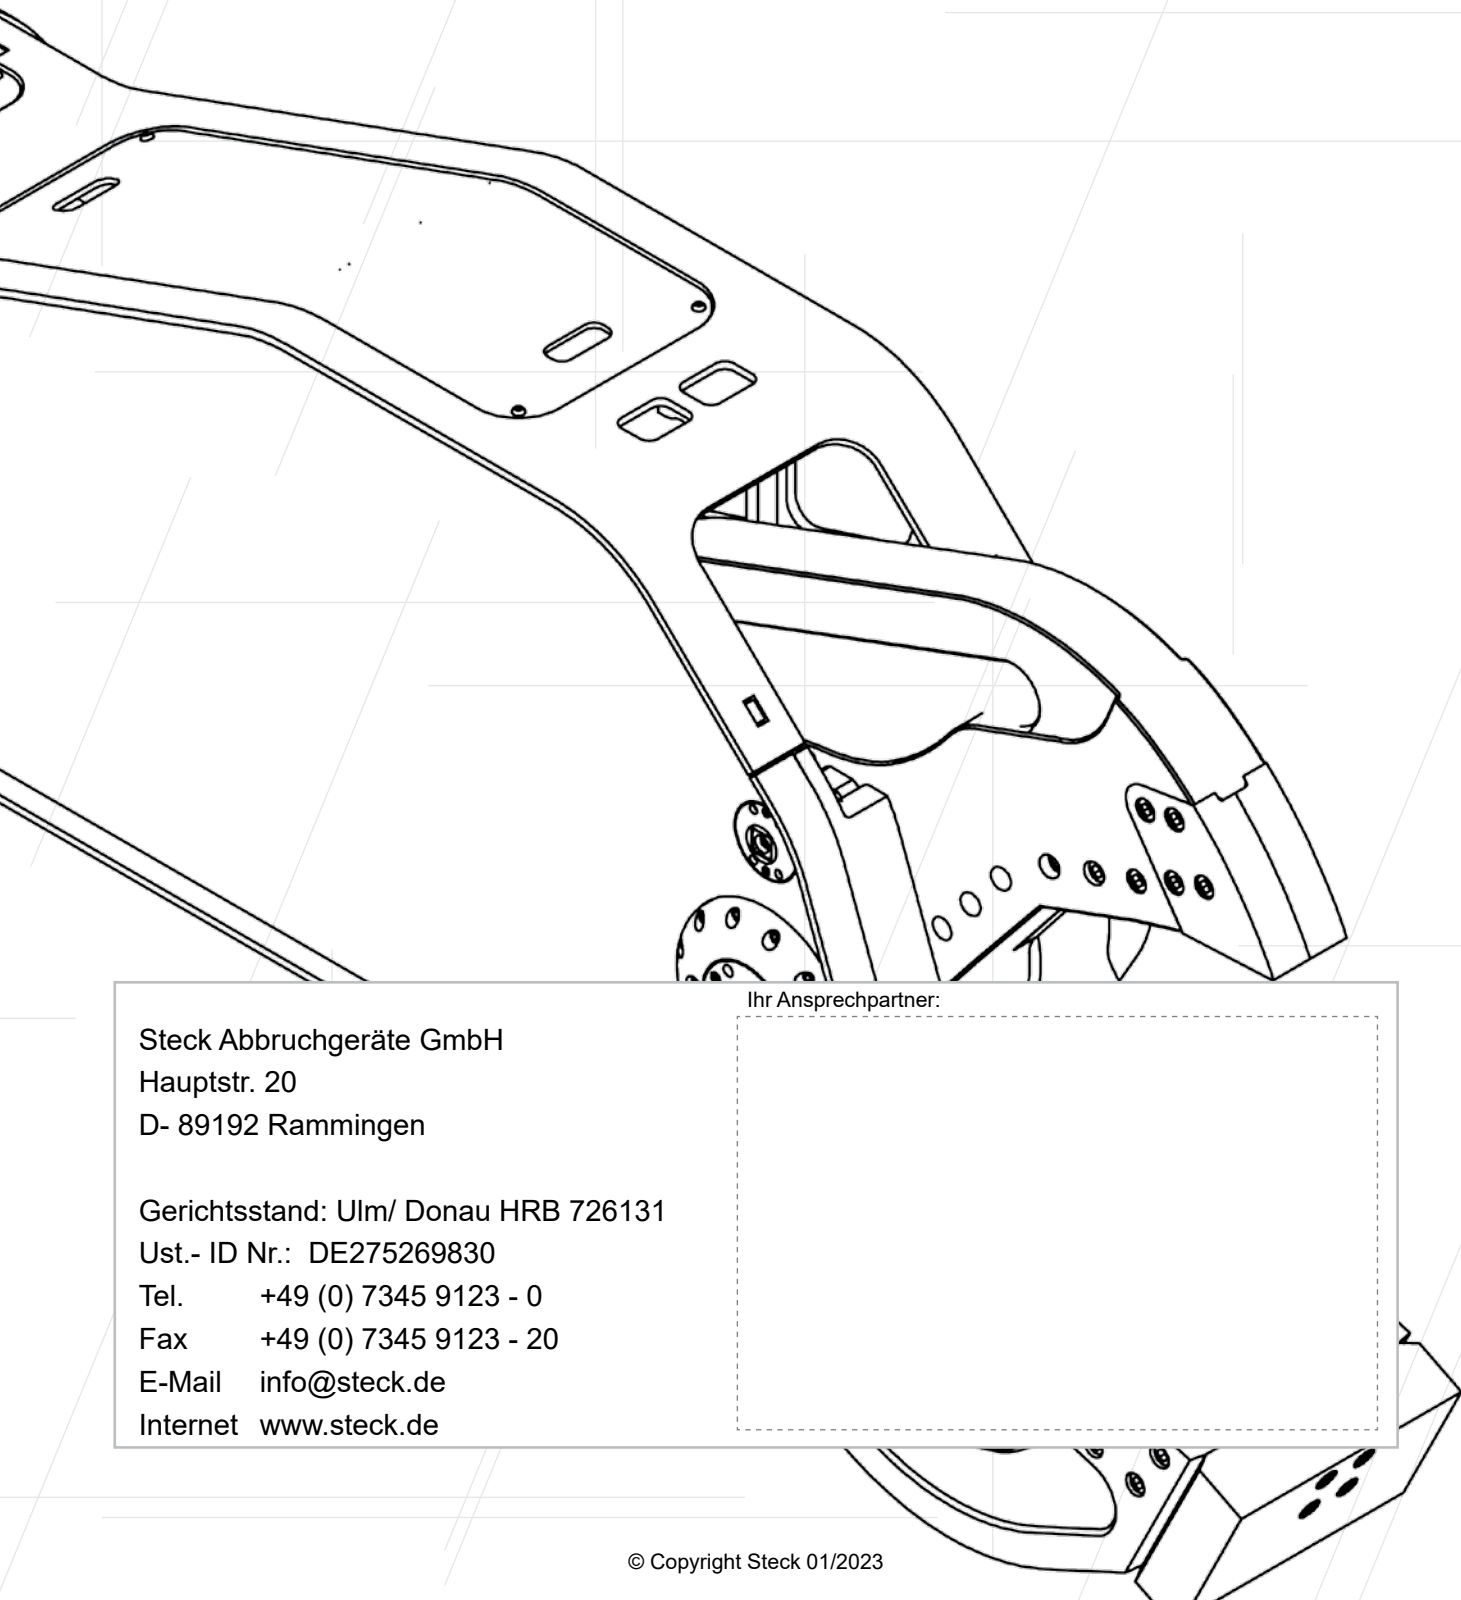 Steck Abbruchgeräte GmbH
Hauptstr. 20
D- 89192 Rammingen
Gerichtsstand: Ulm/ Donau HRB 726131
Ust.- ID Nr.: DE275269830
Tel. +49 (0) 7345 9123 - 0
Fax +49 (0) 7345 9123 - 20
E-Mail info@steck.de
Internet www.steck.de
Ihr Ansprechpartner:
© Copyright Steck 01/2023